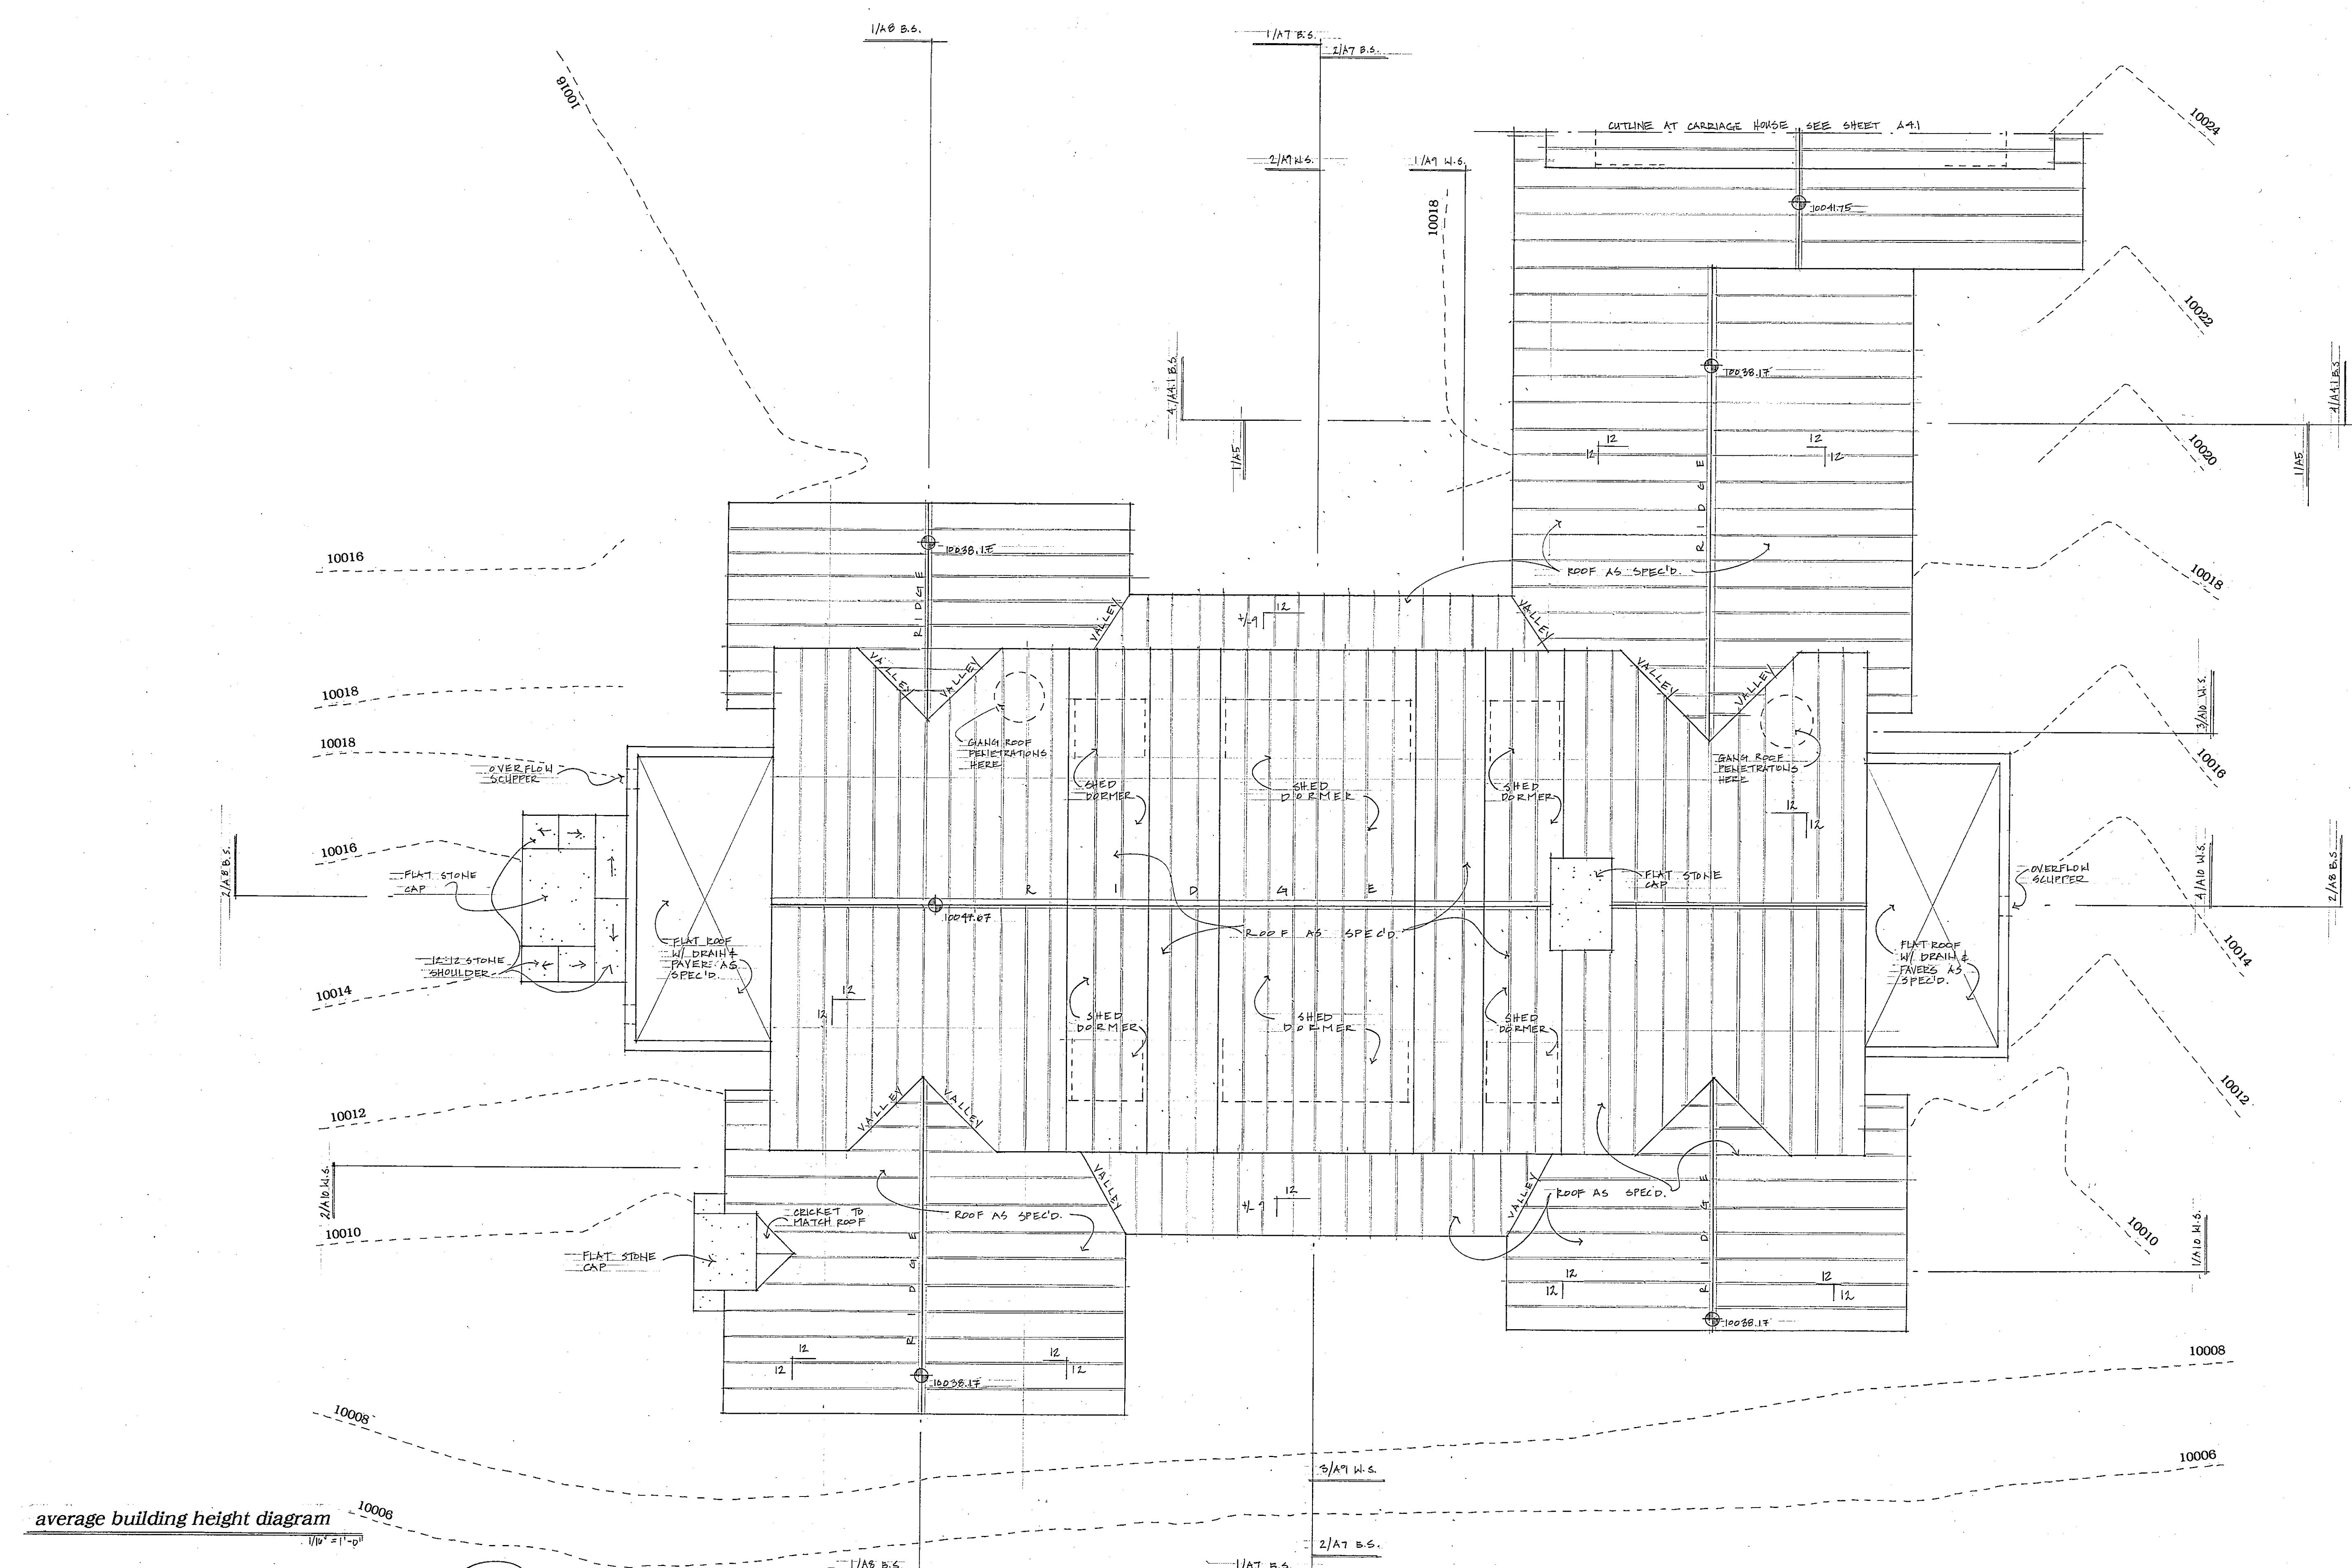 1/A8 B.S.
1/A7 B.S.
2/A7 B.S.
10018
10024
CUTLINE AT CARRIAGE HOUSE SEE SHEET A4.1
2/A9 W.S.
1/A9 W.S.
10018
10041.75
10022
4/A4.1 B.S.
1/A5
10038.17
4/A4.1 B.S.
1/A5
12
12
12
12
10020
RIDGE
10016
10038.17
RIDGE
ROOF AS SPEC'D.
10018
VALLEY
12
+/-9
VALLEY
VALLEY
VALLEY
VALLEY
VALLEY
10018
3/A10 W.S.
10018
GANG ROOF
PENETRATIONS
HERE
GANG ROOF
PENETRATIONS
HERE
10016
OVERFLOW
SCUPPER
SHED
DORMER
SHED
DORMER
SHED
DORMER
12
12
10016
2/A8 B.S.
FLAT STONE
CAP
FLAT STONE
CAP
OVERFLOW
SCUPPER
4/A10 W.S.
2/A8 B.S.
RIDGE
10047.67
ROOF AS SPEC'D.
FLAT ROOF
W/ DRAIN &
PAVERS AS
SPEC'D.
FLAT ROOF
W/ DRAIN &
PAVERS AS
SPEC'D.
10014
12:12 STONE
SHOULDER
10014
12
12
SHED
DORMER
SHED
DORMER
SHED
DORMER
10012
10012
VALLEY
VALLEY
2/A10 W.S.
VALLEY
VALLEY
12
+/-9
ROOF AS SPEC'D.
RIDGE
10010
CRICKET TO
MATCH ROOF
ROOF AS SPEC'D.
10010
1/A10 W.S.
FLAT STONE
CAP
RIDGE
12
12
12
12
10038.17
12
12
12
12
10038.17
10008
10008
3/A9 W.S.
10006
average building height diagram
1/16" = 1'-0"
10006
2/A7 B.S.
1/A8 B.S.
1/A7 B.S.